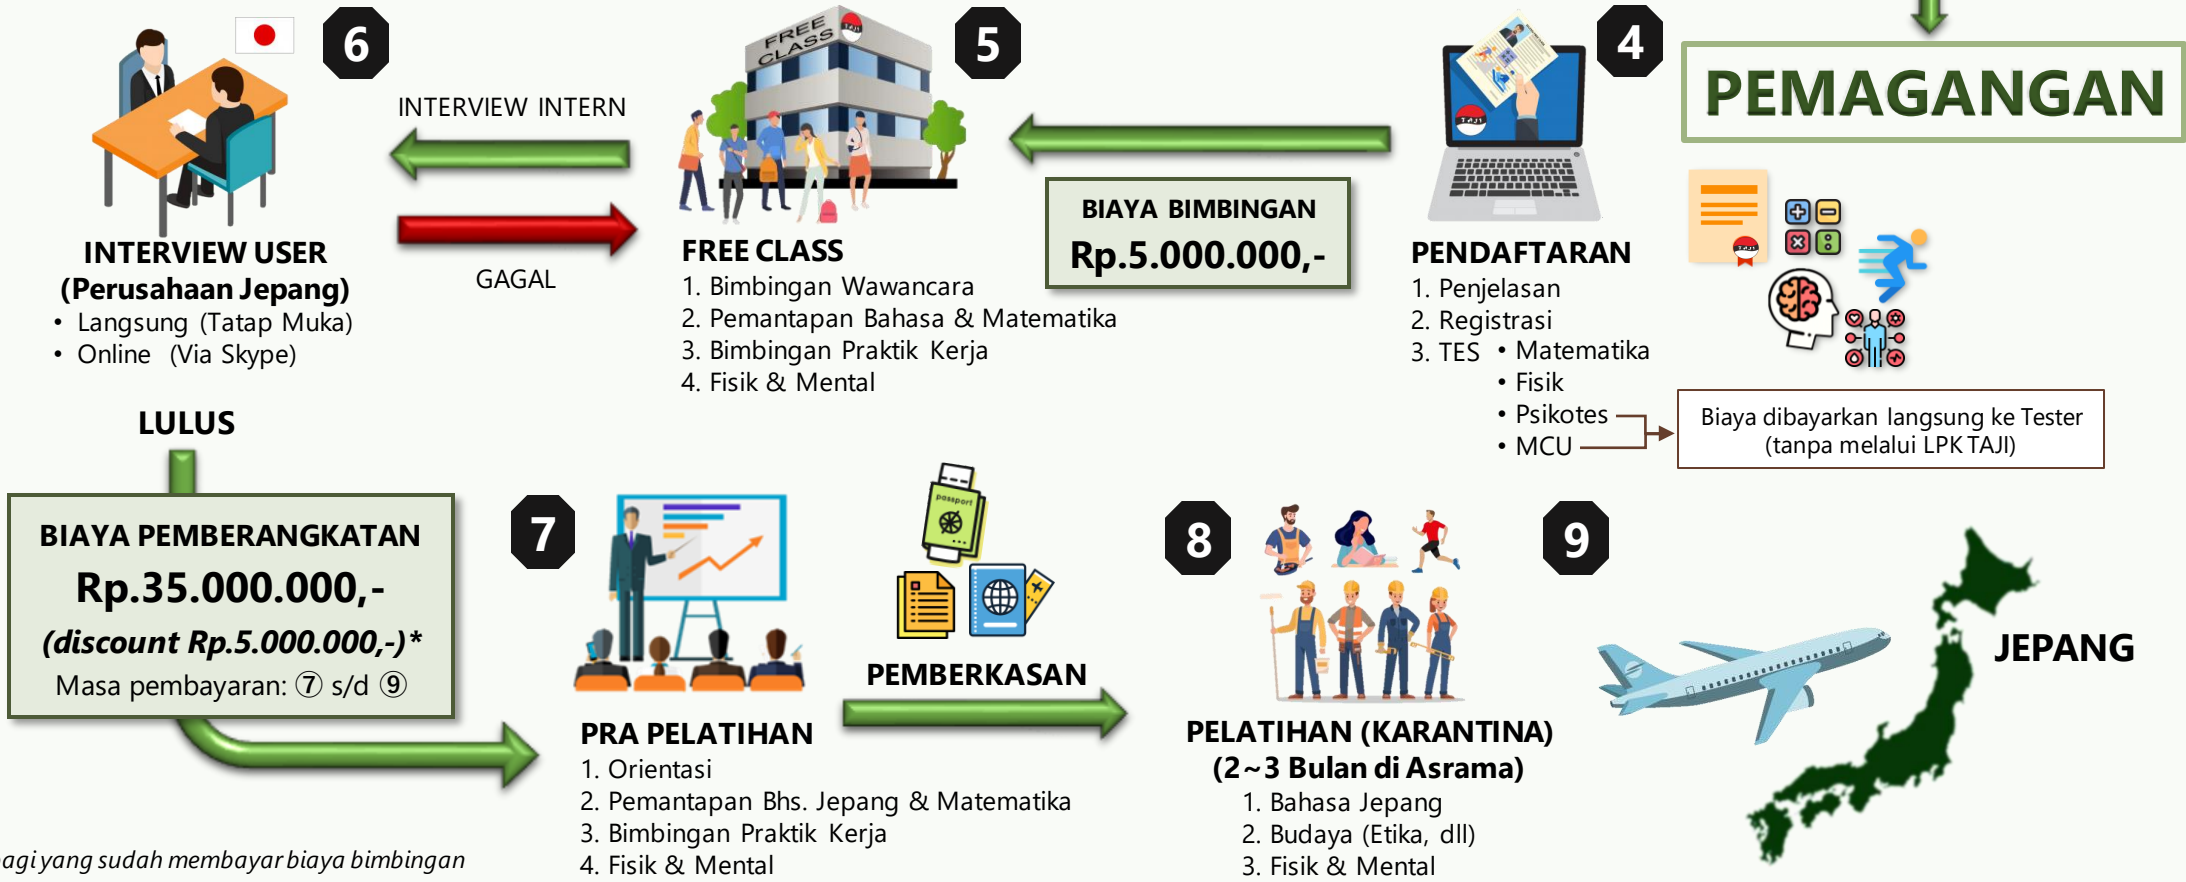 PEMAGANGAN
4
TAJI
PENDAFTARAN
1. Penjelasan
2. Registrasi
3. TES • Matematika
• Fisik
• Psikotes
• MCU
Biaya dibayarkan langsung ke Tester
(tanpa melalui LPK TAJI)
BIAYA BIMBINGAN
Rp.5.000.000,-
5
FREE
CLASS
TAJI
FREE CLASS
1. Bimbingan Wawancara
2. Pemantapan Bahasa & Matematika
3. Bimbingan Praktik Kerja
4. Fisik & Mental
INTERVIEW INTERN
GAGAL
6
INTERVIEW USER
(Perusahaan Jepang)
• Langsung (Tatap Muka)
• Online (Via Skype)
LULUS
BIAYA PEMBERANGKATAN
Rp.35.000.000,-
(discount Rp.5.000.000,-)*
Masa pembayaran: ⑦ s/d ⑨
7
PRA PELATIHAN
1. Orientasi
2. Pemantapan Bhs. Jepang & Matematika
3. Bimbingan Praktik Kerja
4. Fisik & Mental
passport
PEMBERKASAN
8
PELATIHAN (KARANTINA)
(2~3 Bulan di Asrama)
1. Bahasa Jepang
2. Budaya (Etika, dll)
3. Fisik & Mental
9
JEPANG
bagi yang sudah membayar biaya bimbingan